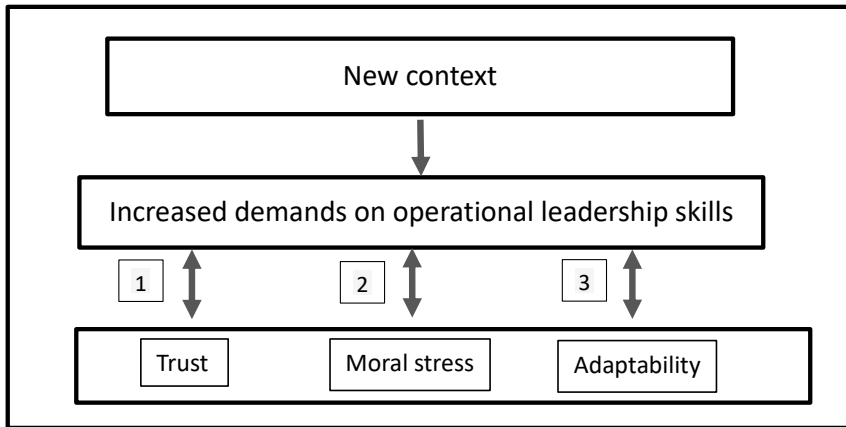 New context
Increased demands on operational leadership skills
1
2
3
Trust
Moral stress
Adaptability